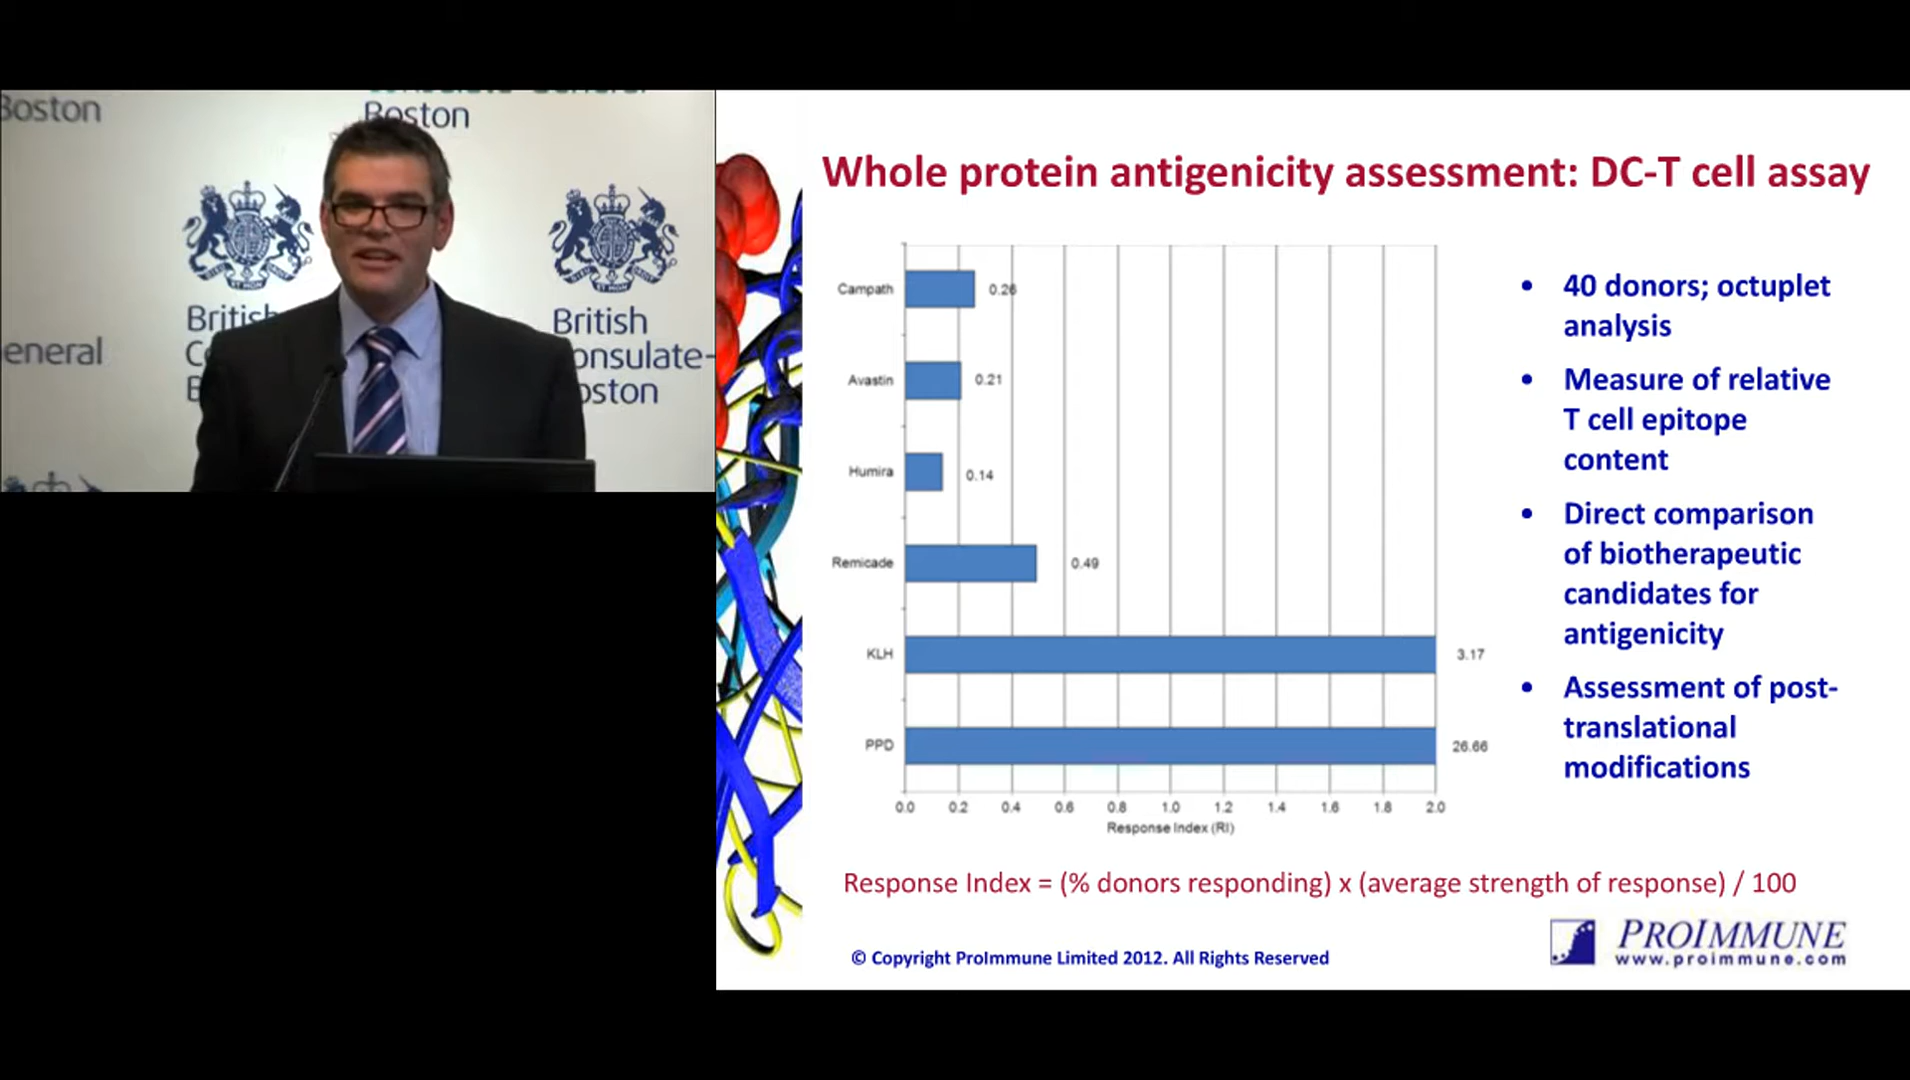 Boston
Consulate-General
Boston
British
British
C
onsulate-
eneral
B
oston
Whole protein antigenicity assessment: DC-T cell assay
Campath
0.26
Avastin
0.21
Humira
0.14
Remicade
0.49
KLH
3.17
PPD
26.66
0.0 0.2 0.4 0.6 0.8 1.0 1.2 1.4 1.6 1.8 2.0
Response Index (RI)
• 40 donors; octuplet
analysis
• Measure of relative
T cell epitope
content
• Direct comparison
of biotherapeutic
candidates for
antigenicity
• Assessment of post-
translational
modifications
Response Index = (% donors responding) x (average strength of response) / 100
© Copyright ProImmune Limited 2012. All Rights Reserved
PROIMMUNE
www.proimmune.com